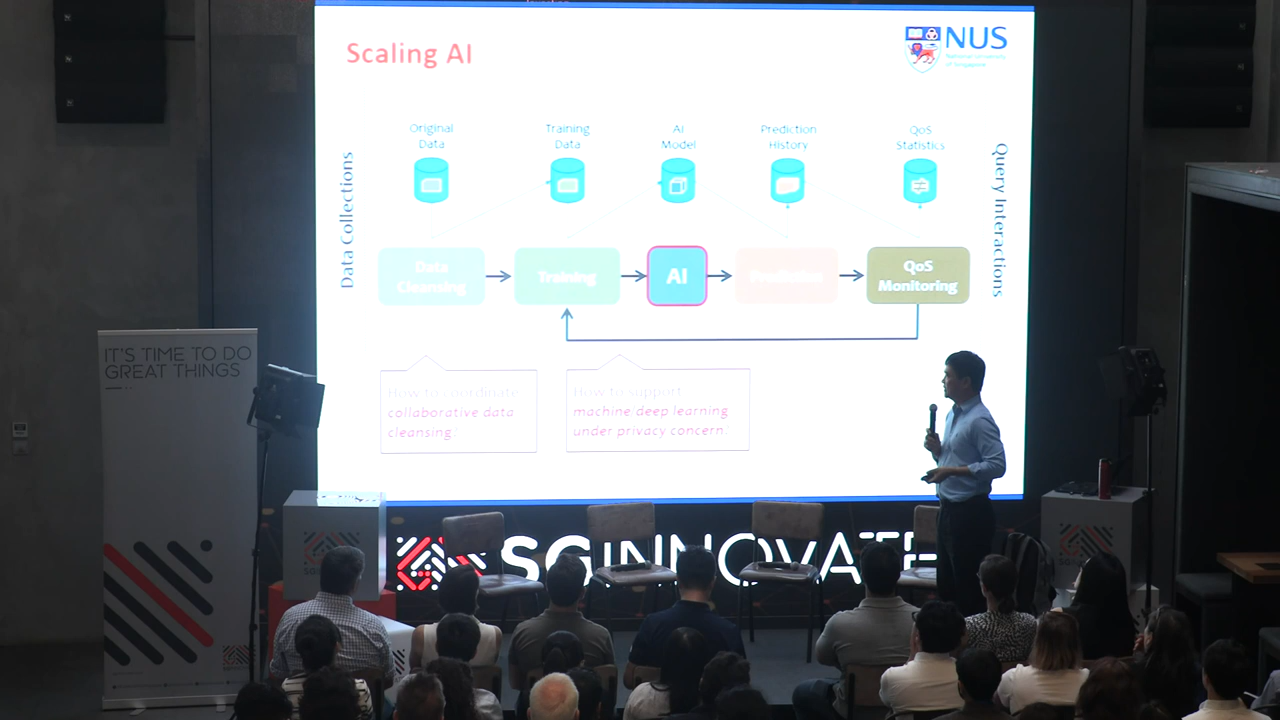 Scaling AI
NUS
National University
of Singapore
Original
Data
Training
Data
AI
Model
Prediction
History
QoS
Statistics
Data Collections
Query Interactions
Data
Cleansing
Training
AI
Prediction
QoS
Monitoring
How to coordinate
collaborative data
cleansing?
How to support
machine/deep learning
under privacy concern?
IT'S TIME TO DO
GREAT THINGS
SGINNOVATE